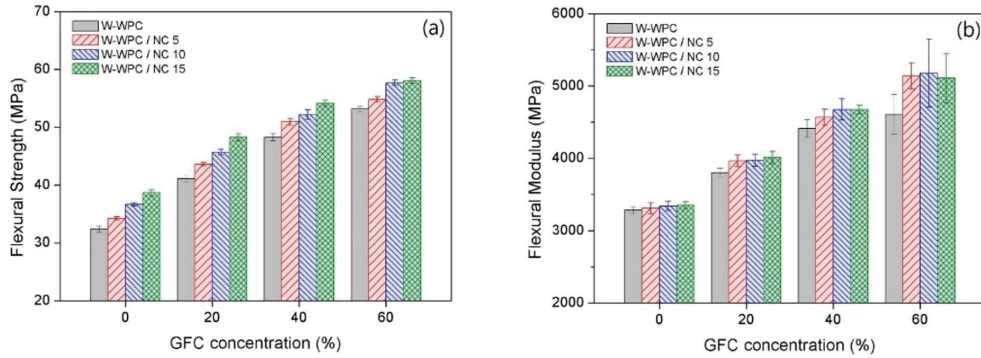 70
60
50
40
30
20
Flexural Strength (MPa)
W-WPC
W-WPC / NC 5
W-WPC / NC 10
W-WPC / NC 15
(a)
0 20 40 60
GFC concentration (%)
6000
5000
4000
3000
2000
Flexural Modulus (MPa)
W-WPC
W-WPC / NC 5
W-WPC / NC 10
W-WPC / NC 15
(b)
0 20 40 60
GFC concentration (%)